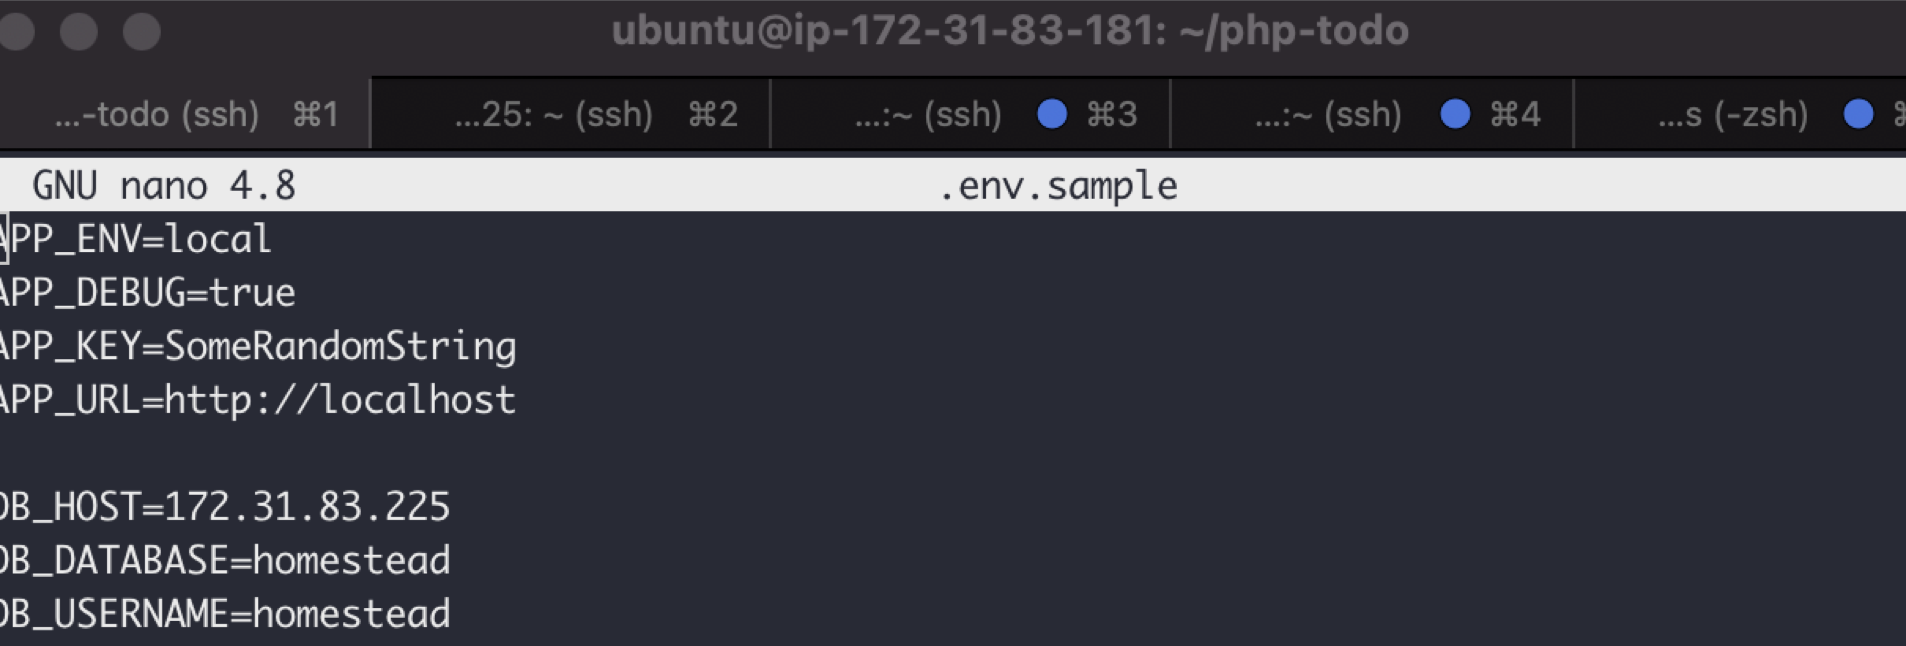 ubuntu@ip-172-31-83-181: ~/php-todo
...-todo (ssh) ⌘1 ...25: ~ (ssh) ⌘2 ...:~ (ssh) ⌘3 ...:~ (ssh) ⌘4 ...s (-zsh) ⌘
GNU nano 4.8 .env.sample
APP_ENV=local
APP_DEBUG=true
APP_KEY=SomeRandomString
APP_URL=http://localhost
DB_HOST=172.31.83.225
DB_DATABASE=homestead
DB_USERNAME=homestead